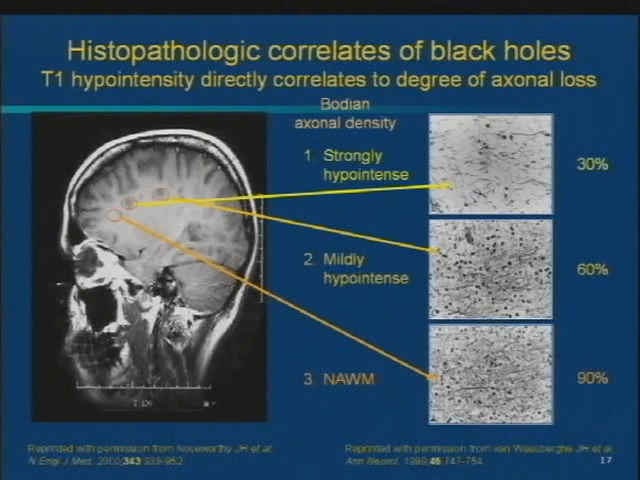 Histopathologic correlates of black holes
T1 hypointensity directly correlates to degree of axonal loss
Bodian
axonal density
1. Strongly
hypointense
30%
2. Mildly
hypointense
60%
3. NAWM
90%
Reprinted with permission from Noseworthy JH et al.
N Engl J Med. 2000;343:938-952.
Reprinted with permission from van Waesberghe JH et al.
Ann Neurol. 1999;46:747-754.
17